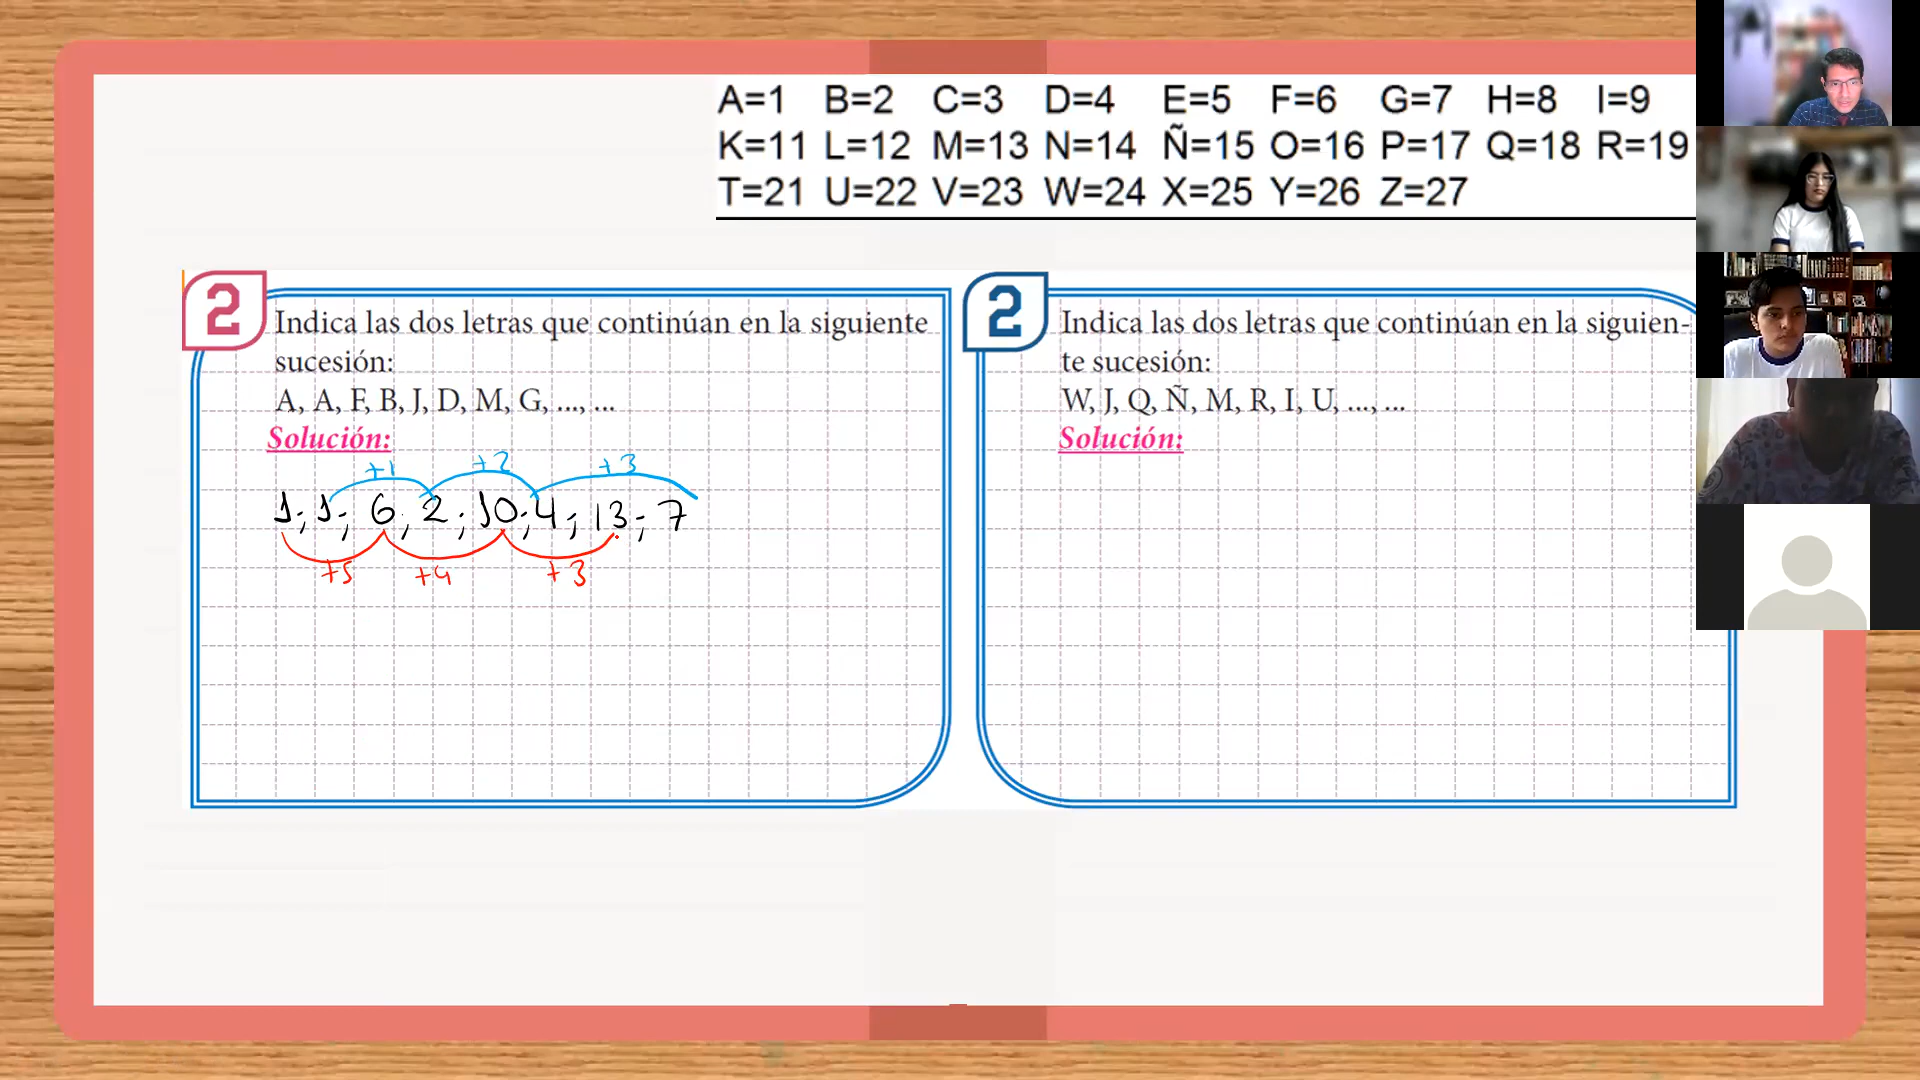 A=1 B=2 C=3 D=4 E=5 F=6 G=7 H=8 I=9
K=11 L=12 M=13 N=14 Ñ=15 O=16 P=17 Q=18 R=19
T=21 U=22 V=23 W=24 X=25 Y=26 Z=27
2
Indica las dos letras que continúan en la siguiente
sucesión:
A, A, F, B, J, D, M, G, ..., ...
Solución:
+1 +2 +3
1; 1; 6; 2; 10; 4; 13; 7
+5 +4 +3
2
Indica las dos letras que continúan en la siguien-
te sucesión:
W, J, Q, Ñ, M, R, I, U, ..., ...
Solución: